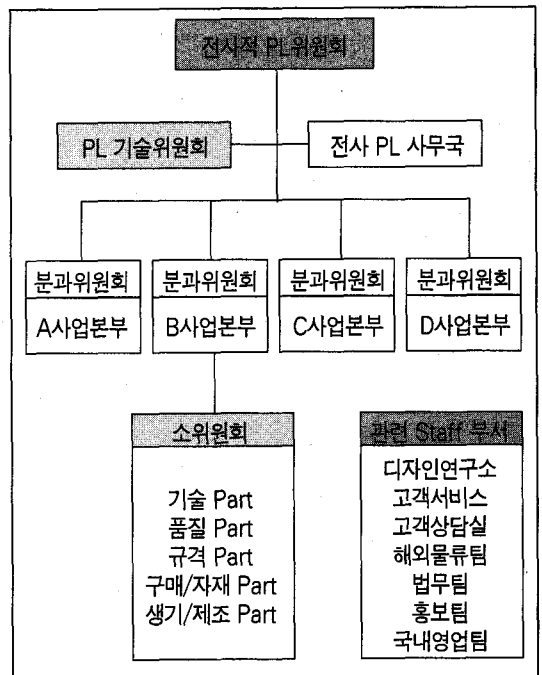 전사적 PL위원회
PL 기술위원회
전사 PL 사무국
분과위원회
A사업본부
분과위원회
B사업본부
분과위원회
C사업본부
분과위원회
D사업본부
소위원회
기술 Part
품질 Part
규격 Part
구매/자재 Part
생기/제조 Part
관련 Staff 부서
디자인연구소
고객서비스
고객상담실
해외물류팀
법무팀
홍보팀
국내영업팀